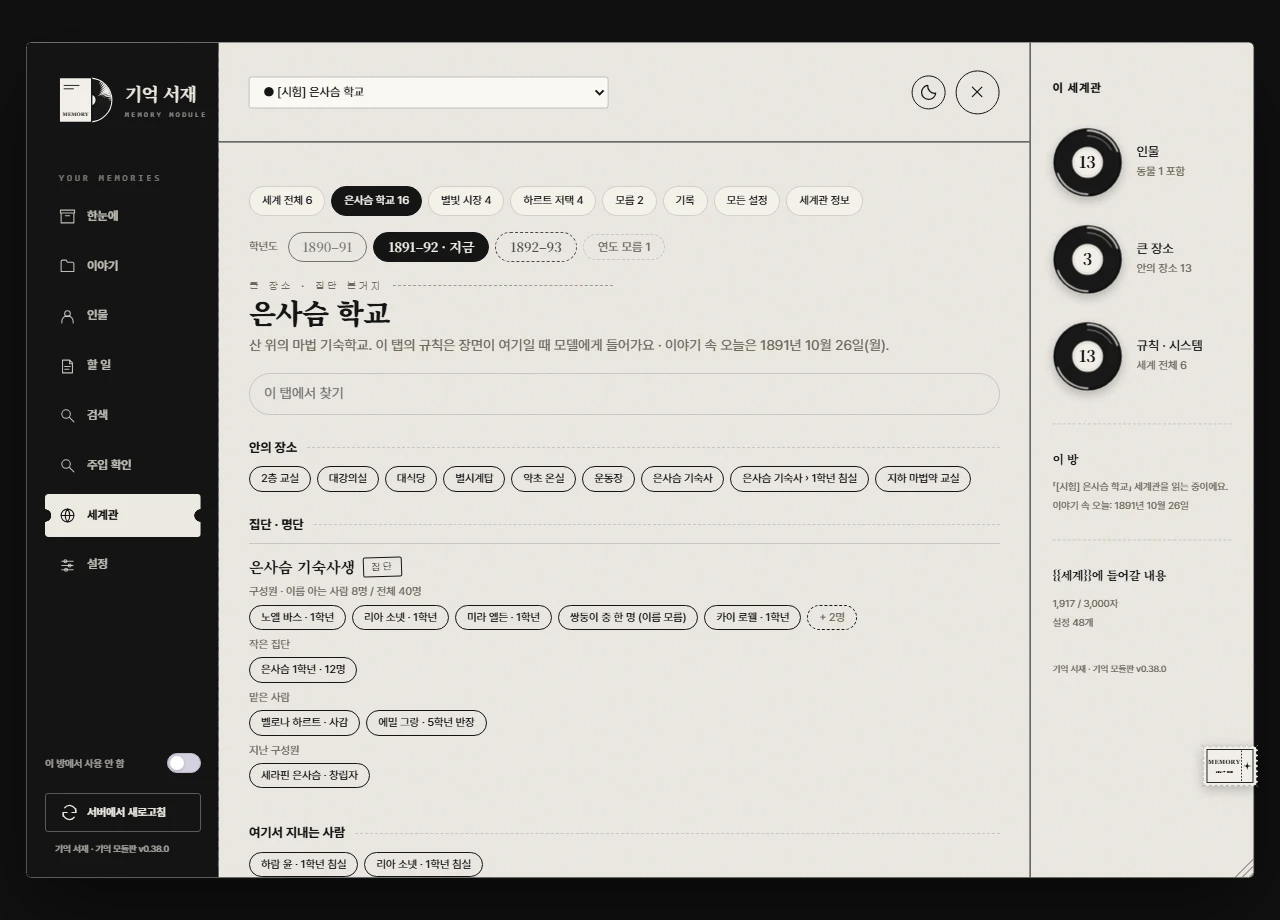 MEMORY
기억 서재
MEMORY MODULE
YOUR MEMORIES
한눈에
이야기
인물
할 일
검색
주입 확인
세계관
설정
이 방에서 사용 안 함
서버에서 새로고침
기억 서재 · 기억 모듈판 v0.38.0
● [시험] 은사슴 학교
세계 전체 6
은사슴 학교 16
별빛 시장 4
하르트 저택 4
모름 2
기록
모든 설정
세계관 정보
학년도
1890–91
1891–92 · 지금
1892–93
연도 모름 1
큰 장소 · 집단 본거지
은사슴 학교
산 위의 마법 기숙학교. 이 탭의 규칙은 장면이 여기일 때 모델에게 들어가요 · 이야기 속 오늘은 1891년 10월 26일(월).
이 탭에서 찾기
안의 장소
2층 교실
대강의실
대식당
별시계탑
약초 온실
운동장
은사슴 기숙사
은사슴 기숙사 › 1학년 침실
지하 마법약 교실
집단 · 명단
은사슴 기숙사생
집단
구성원 · 이름 아는 사람 8명 / 전체 40명
노엘 바스 · 1학년
리아 소넷 · 1학년
미라 엘든 · 1학년
쌍둥이 중 한 명 (이름 모름)
카이 로웰 · 1학년
+ 2명
작은 집단
은사슴 1학년 · 12명
맡은 사람
벨로나 하르트 · 사감
에밀 그랑 · 5학년 반장
지난 구성원
세라핀 은사슴 · 창립자
여기서 지내는 사람
하람 윤 · 1학년 침실
리아 소넷 · 1학년 침실
이 세계관
13
인물
동물 1 포함
3
큰 장소
안의 장소 13
13
규칙 · 시스템
세계 전체 6
이 방
「[시험] 은사슴 학교」 세계관을 읽는 중이에요.
이야기 속 오늘: 1891년 10월 26일
{{세계}}에 들어갈 내용
1,917 / 3,000자
설정 48개
기억 서재 · 기억 모듈판 v0.38.0
MEMORY